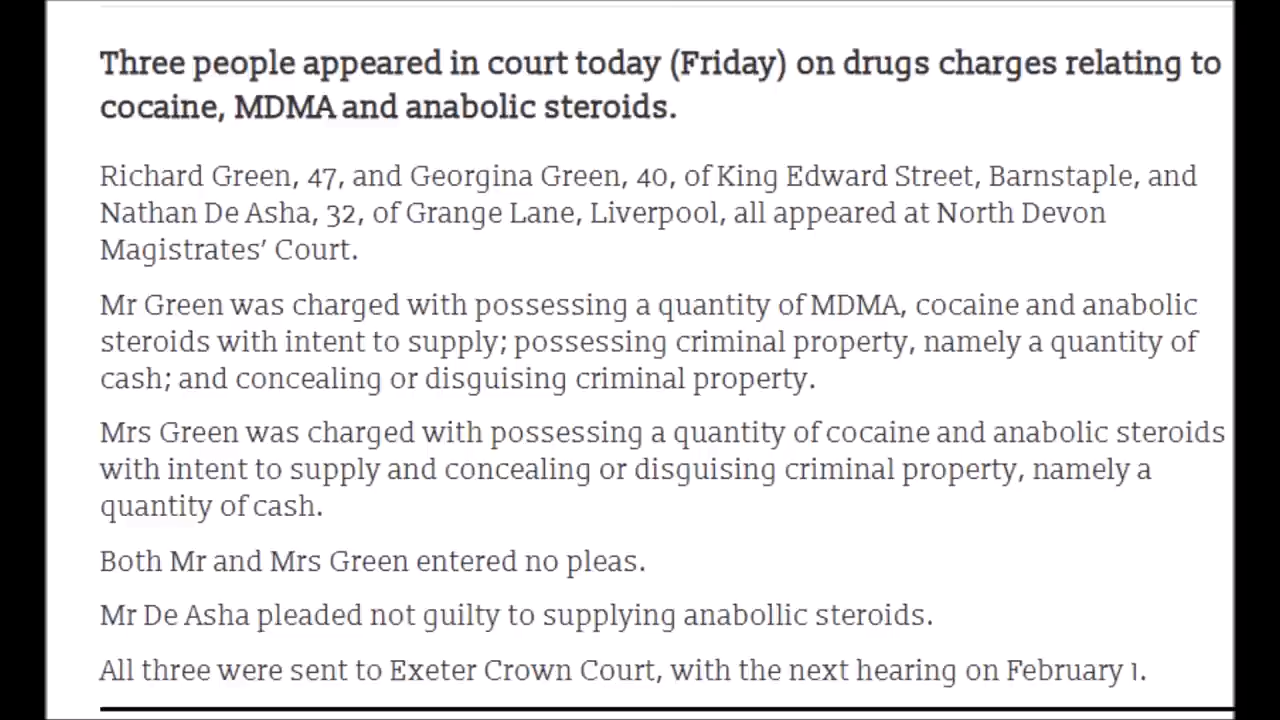 Three people appeared in court today (Friday) on drugs charges relating to
cocaine, MDMA and anabolic steroids.
Richard Green, 47, and Georgina Green, 40, of King Edward Street, Barnstaple, and
Nathan De Asha, 32, of Grange Lane, Liverpool, all appeared at North Devon
Magistrates’ Court.
Mr Green was charged with possessing a quantity of MDMA, cocaine and anabolic
steroids with intent to supply; possessing criminal property, namely a quantity of
cash; and concealing or disguising criminal property.
Mrs Green was charged with possessing a quantity of cocaine and anabolic steroids
with intent to supply and concealing or disguising criminal property, namely a
quantity of cash.
Both Mr and Mrs Green entered no pleas.
Mr De Asha pleaded not guilty to supplying anabollic steroids.
All three were sent to Exeter Crown Court, with the next hearing on February 1.